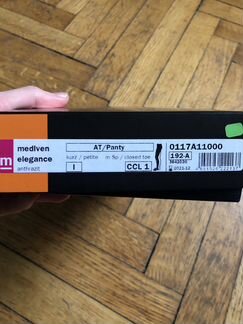 m
mediven
elegance
anthrazit
AT/Panty
kurz / petite
m Sp / closed toe
I
CCL 1
0117A11000
192-A